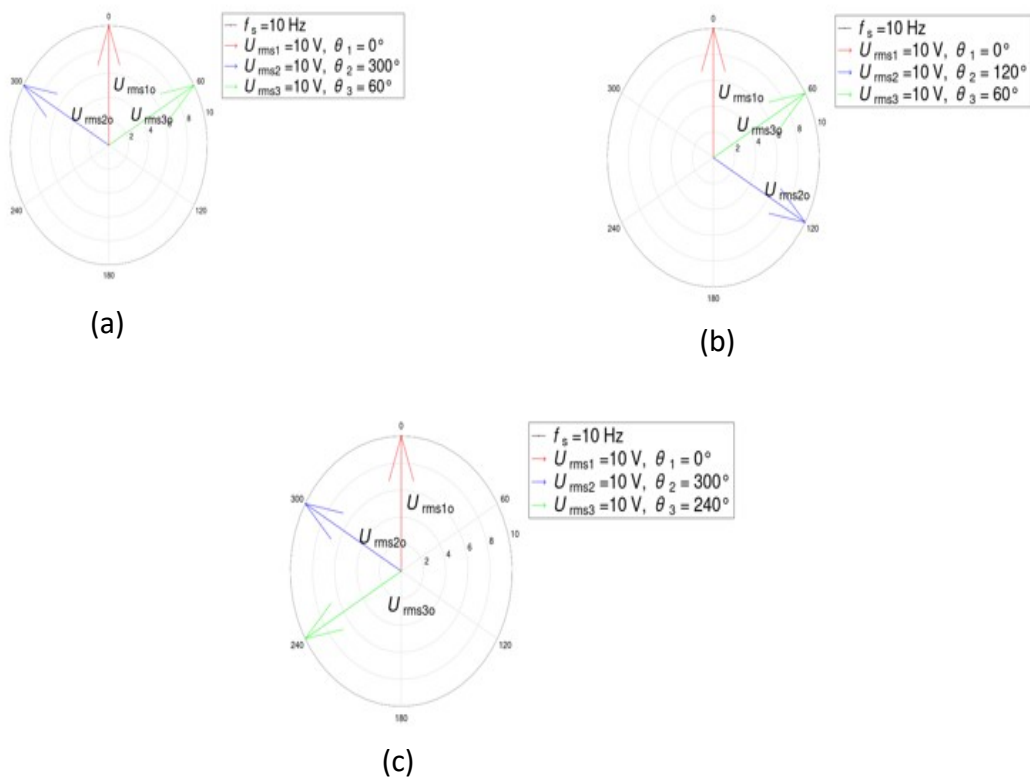 0
60
120
180
240
300
2
4
6
8
10
U rms1o
U rms2o
U rms3o
f s =10 Hz
U rms1 =10 V, θ 1 = 0°
U rms2 =10 V, θ 2 = 300°
U rms3 =10 V, θ 3 = 60°
(a)
0
60
120
180
240
300
2
4
6
8
10
U rms1o
U rms3o
U rms2o
f s =10 Hz
U rms1 =10 V, θ 1 = 0°
U rms2 =10 V, θ 2 = 120°
U rms3 =10 V, θ 3 = 60°
(b)
0
60
120
180
240
300
2
4
6
8
10
U rms1o
U rms2o
U rms3o
f s =10 Hz
U rms1 =10 V, θ 1 = 0°
U rms2 =10 V, θ 2 = 300°
U rms3 =10 V, θ 3 = 240°
(c)